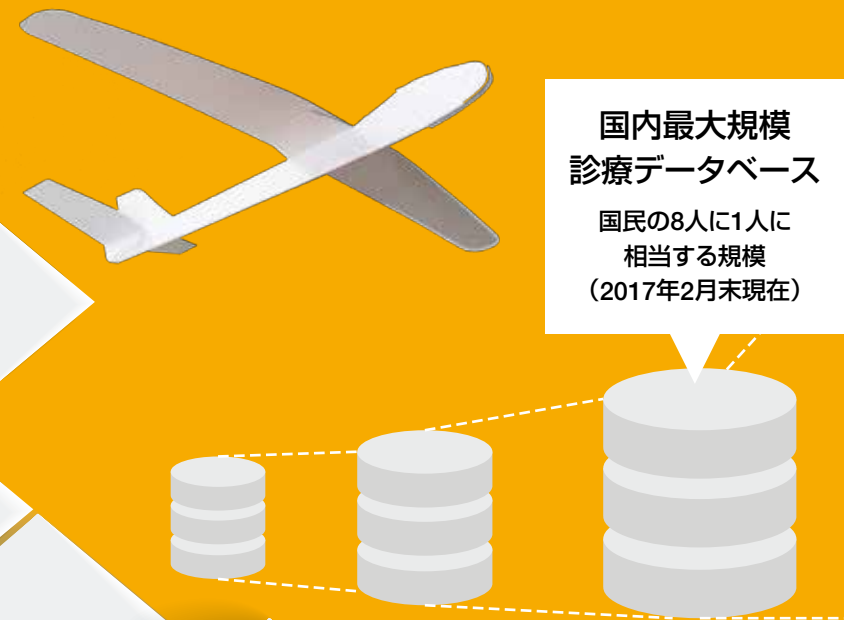 国内最大規模
診療データベース
国民の8人に1人に
相当する規模
（2017年2月末現在）